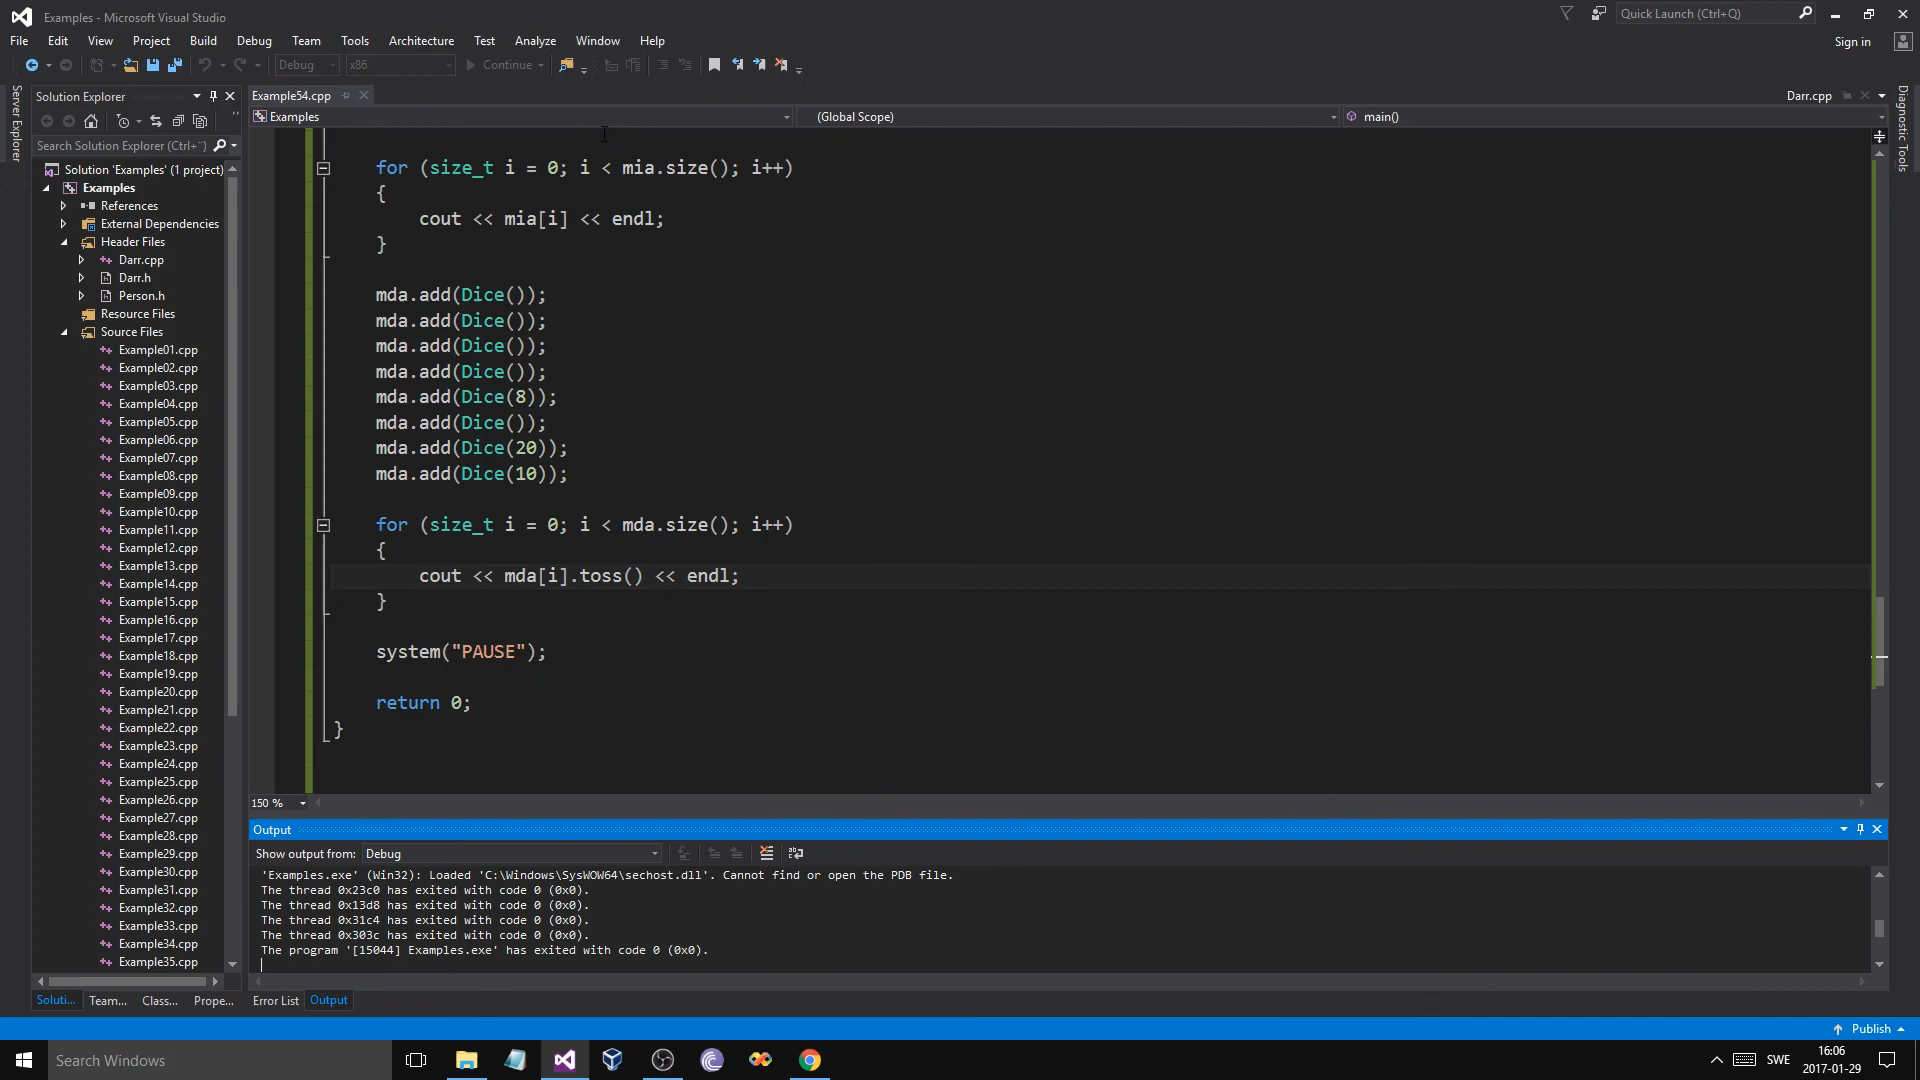 Examples - Microsoft Visual Studio
Quick Launch (Ctrl+Q)
File Edit View Project Build Debug Team Tools Architecture Test Analyze Window Help
Sign in
Debug x86 Continue
Server Explorer
Solution Explorer
Search Solution Explorer (Ctrl+¨)
Solution 'Examples' (1 project)
Examples
References
External Dependencies
Header Files
Darr.cpp
Darr.h
Person.h
Resource Files
Source Files
Example01.cpp
Example02.cpp
Example03.cpp
Example04.cpp
Example05.cpp
Example06.cpp
Example07.cpp
Example08.cpp
Example09.cpp
Example10.cpp
Example11.cpp
Example12.cpp
Example13.cpp
Example14.cpp
Example15.cpp
Example16.cpp
Example17.cpp
Example18.cpp
Example19.cpp
Example20.cpp
Example21.cpp
Example22.cpp
Example23.cpp
Example24.cpp
Example25.cpp
Example26.cpp
Example27.cpp
Example28.cpp
Example29.cpp
Example30.cpp
Example31.cpp
Example32.cpp
Example33.cpp
Example34.cpp
Example35.cpp
Soluti... Team... Class... Prope...
Example54.cpp
Darr.cpp
Examples (Global Scope) main()
Diagnostic Tools
for (size_t i = 0; i < mia.size(); i++)
{
cout << mia[i] << endl;
}
mda.add(Dice());
mda.add(Dice());
mda.add(Dice());
mda.add(Dice());
mda.add(Dice(8));
mda.add(Dice());
mda.add(Dice(20));
mda.add(Dice(10));
for (size_t i = 0; i < mda.size(); i++)
{
cout << mda[i].toss() << endl;
}
system("PAUSE");
return 0;
}
150 %
Output
Show output from: Debug
'Examples.exe' (Win32): Loaded 'C:\Windows\SysWOW64\sechost.dll'. Cannot find or open the PDB file.
The thread 0x23c0 has exited with code 0 (0x0).
The thread 0x13d8 has exited with code 0 (0x0).
The thread 0x31c4 has exited with code 0 (0x0).
The thread 0x303c has exited with code 0 (0x0).
The program '[15044] Examples.exe' has exited with code 0 (0x0).
Error List Output
Publish
Search Windows
SWE
16:06
2017-01-29